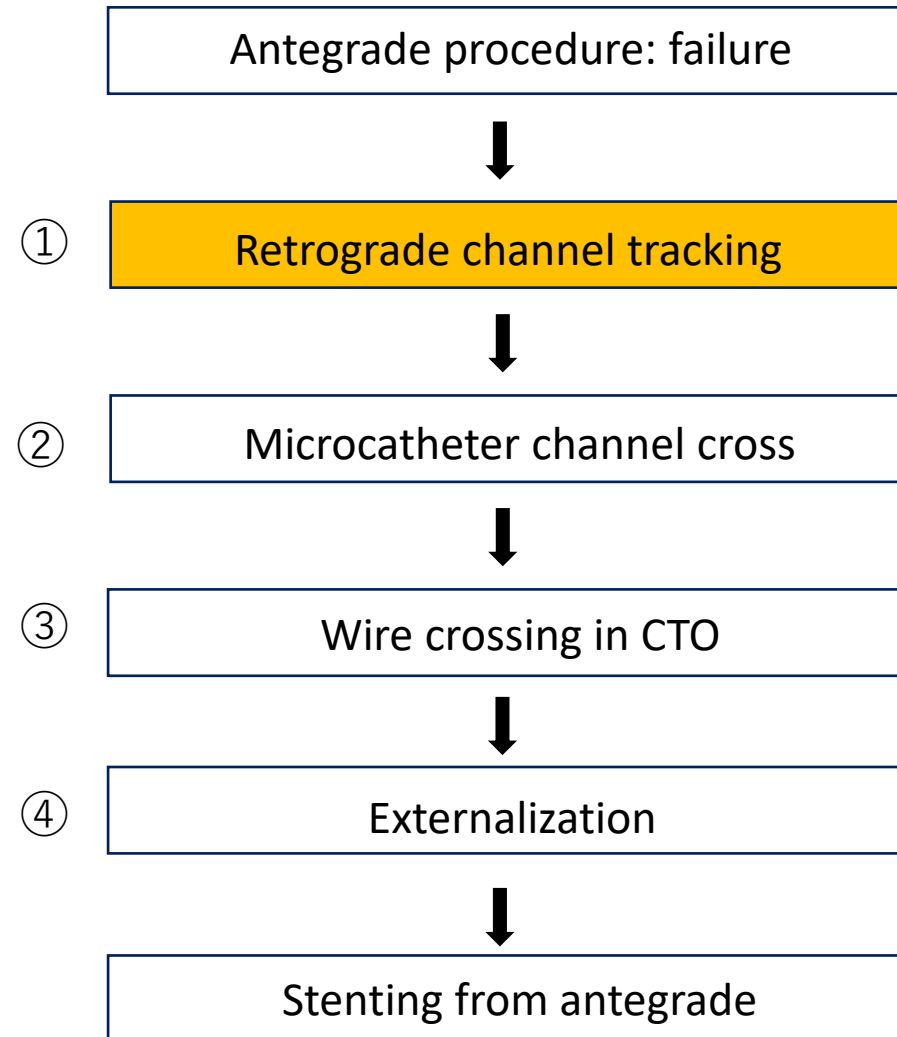 Antegrade procedure: failure
① Retrograde channel tracking
② Microcatheter channel cross
③ Wire crossing in CTO
④ Externalization
Stenting from antegrade